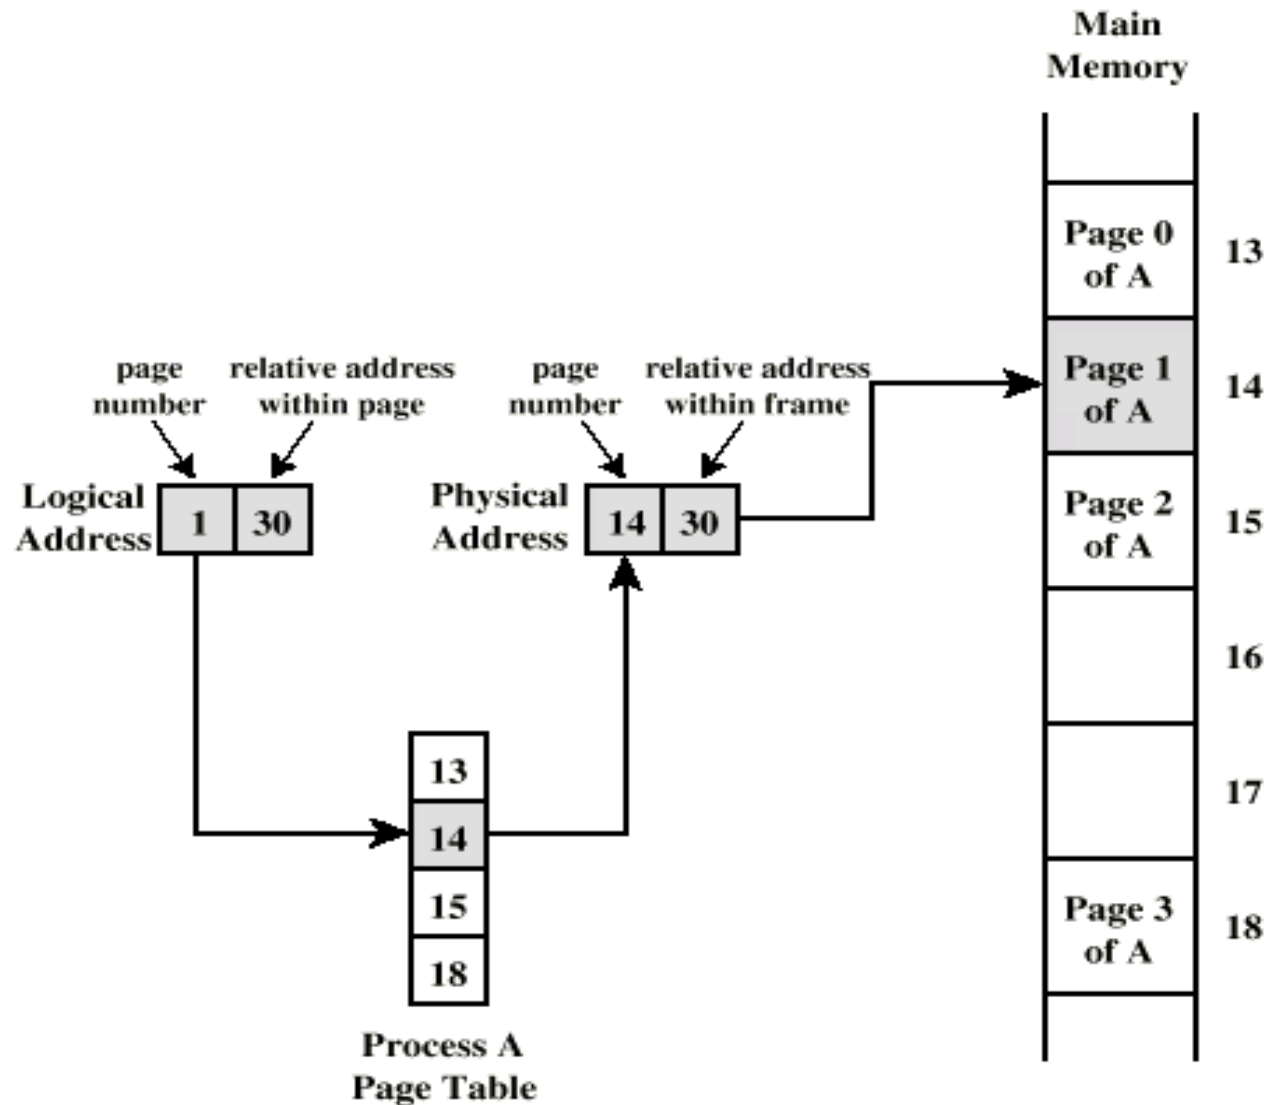 Main
Memory
Page 0
of A
13
page
number
relative address
within page
page
number
relative address
within frame
Page 1
of A
14
Logical
Address
1
30
Physical
Address
14
30
Page 2
of A
15
16
13
14
15
18
17
Page 3
of A
18
Process A
Page Table